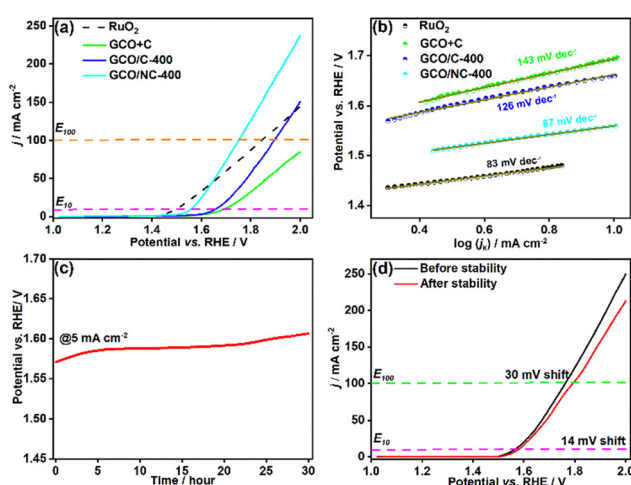 (a)
RuO2
GCO+C
GCO/C-400
GCO/NC-400
E100
E10
j / mA cm-2
250
200
150
100
50
0
1.0 1.2 1.4 1.6 1.8 2.0
Potential vs. RHE / V
(b)
RuO2
GCO+C
GCO/C-400
GCO/NC-400
143 mV dec-1
126 mV dec-1
87 mV dec-1
83 mV dec-1
Potential vs. RHE/ V
1.7
1.6
1.5
1.4
0.4 0.6 0.8 1.0
log (jk) / mA cm-2
(c)
@5 mA cm-2
Potential vs. RHE/ V
1.70
1.65
1.60
1.55
1.50
1.45
0 5 10 15 20 25 30
Time / hour
(d)
Before stability
After stability
E100
30 mV shift
E10
14 mV shift
j / mA cm-2
250
200
150
100
50
0
1.0 1.2 1.4 1.6 1.8 2.0
Potential vs. RHE / V